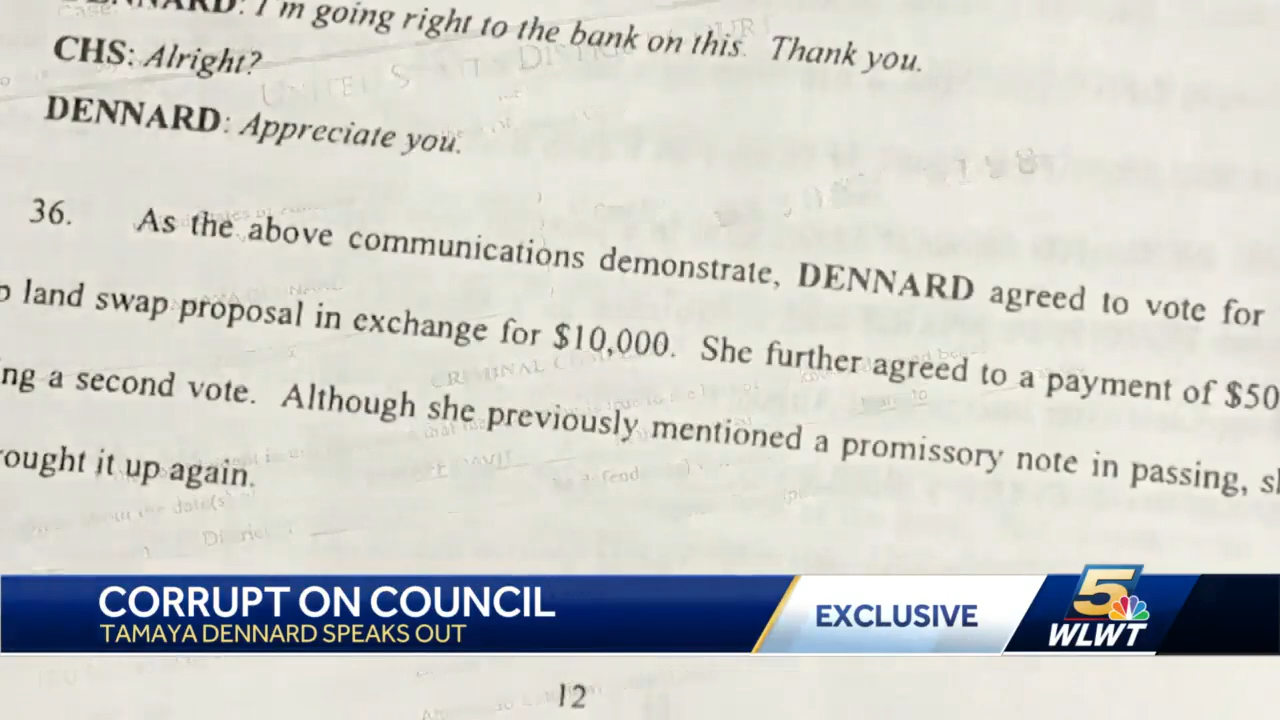 DENNARD: I'm going right to the bank on this. Thank you.
CHS: Alright?
DENNARD: Appreciate you.
36. As the above communications demonstrate, DENNARD agreed to vote for
land swap proposal in exchange for $10,000. She further agreed to a payment of $50
ng a second vote. Although she previously mentioned a promissory note in passing, sh
ought it up again.
CORRUPT ON COUNCIL
TAMAYA DENNARD SPEAKS OUT
EXCLUSIVE
5
WLWT
12